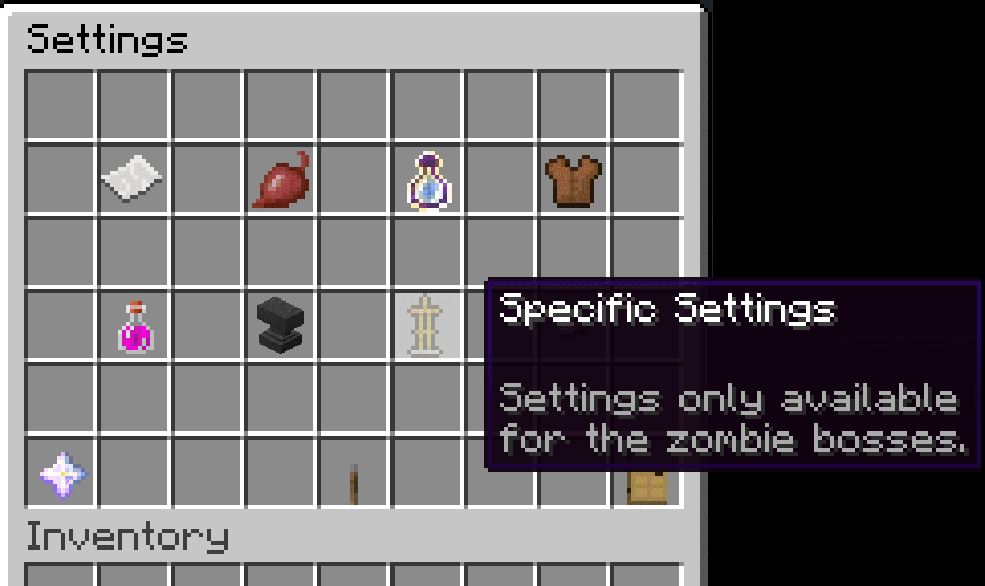 Settings
Specific Settings
Settings only available
for the zombie bosses.
Inventory